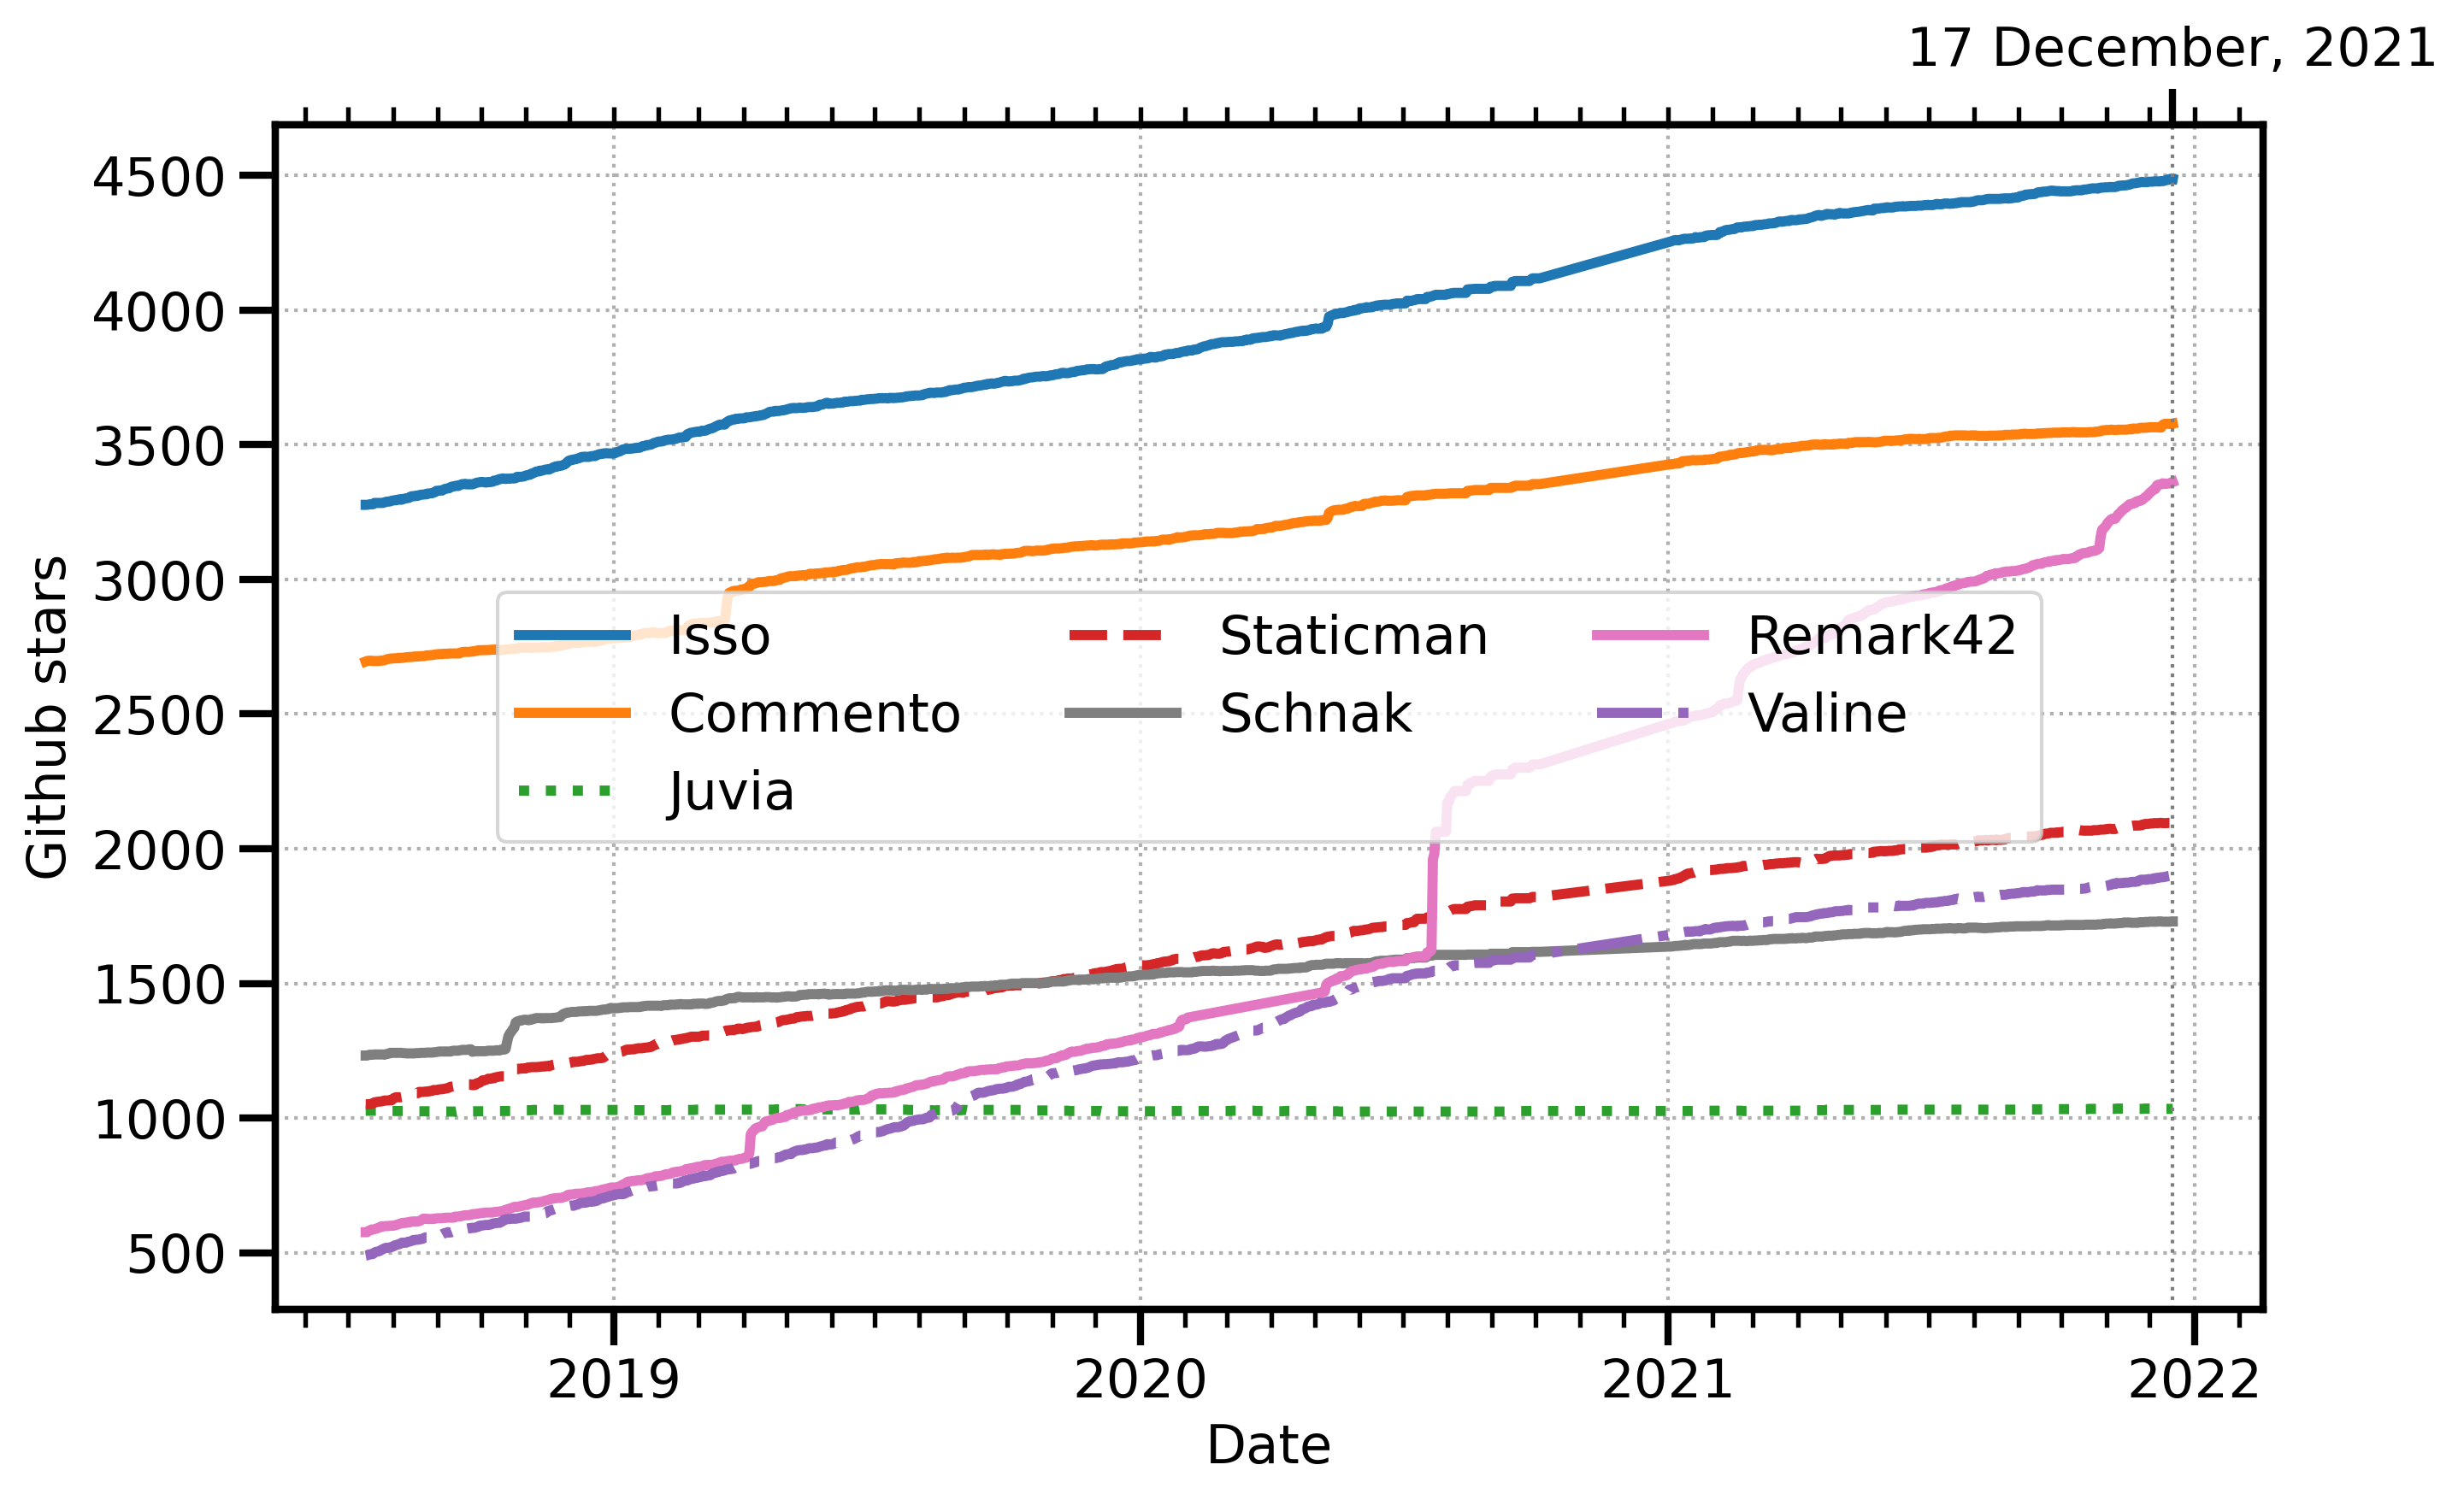 17 December, 2021
4500
4000
3500
3000
2500
2000
1500
1000
500
Github stars
Isso
Commento
Juvia
Staticman
Schnak
Remark42
Valine
2019
2020
2021
2022
Date